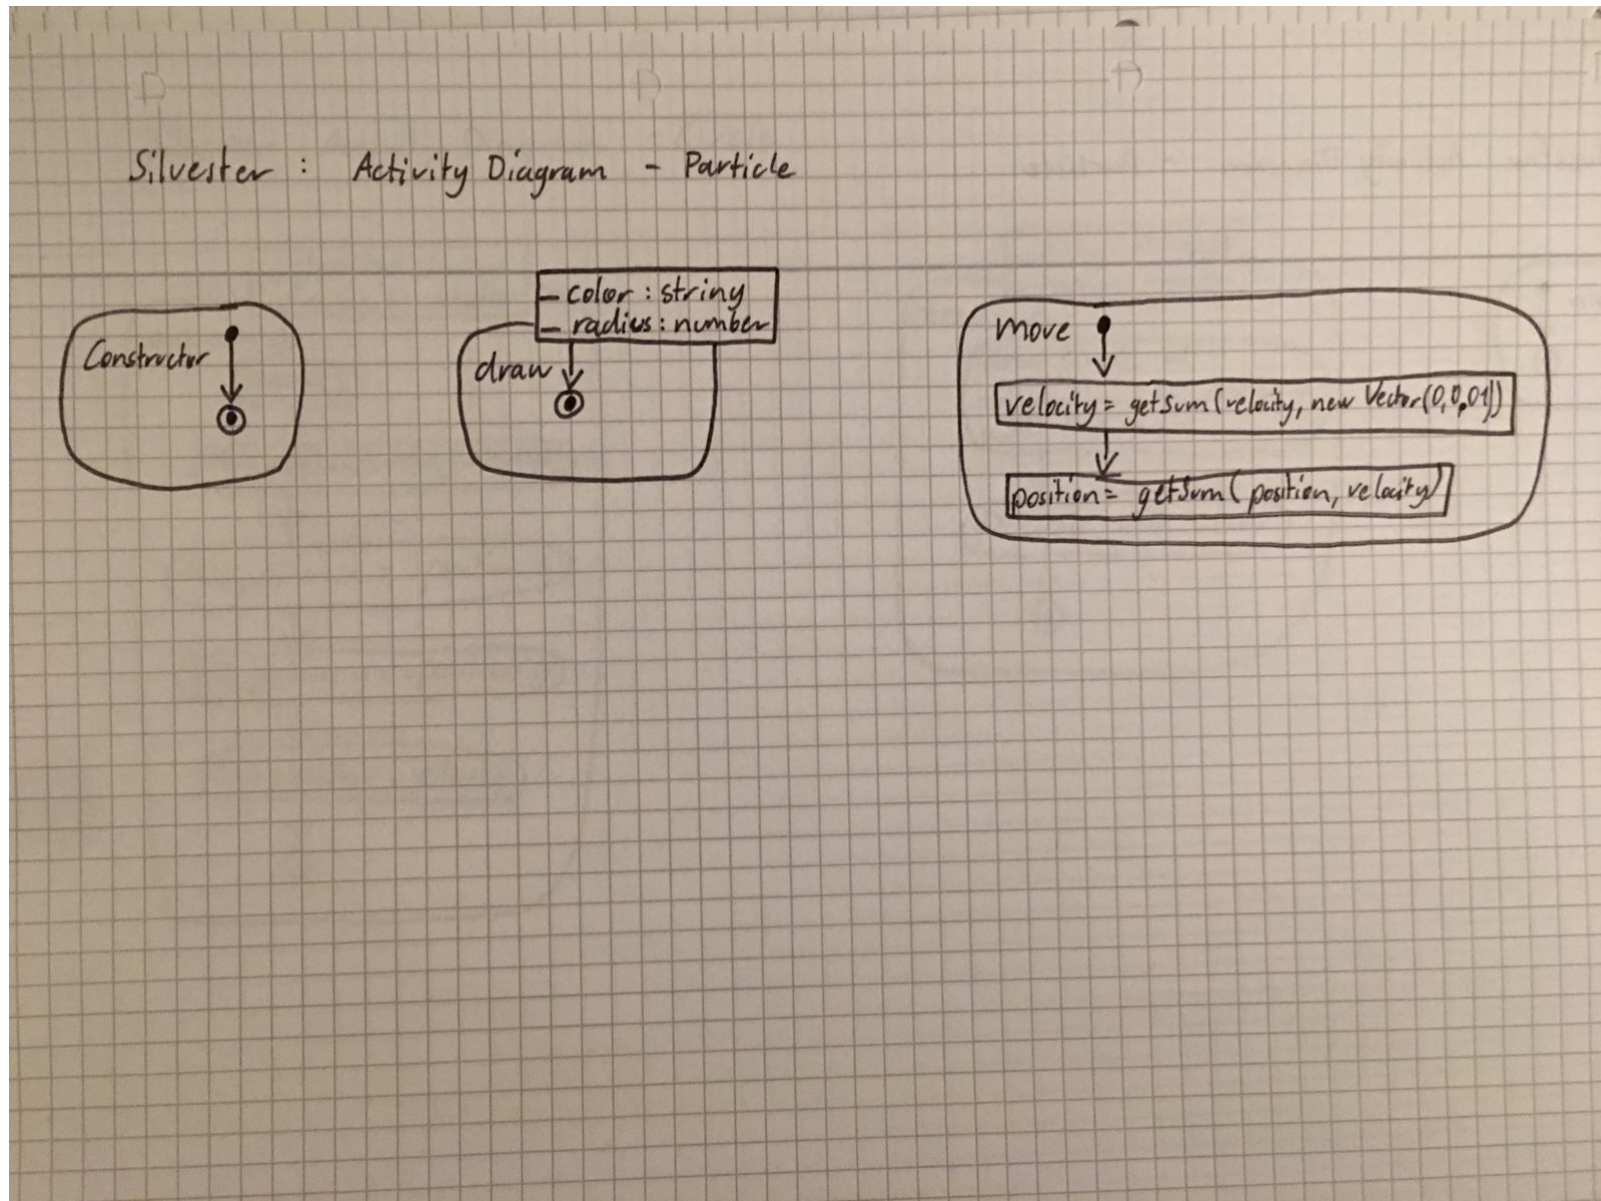 Silvester : Activity Diagram - Particle
- color : string
- radius : number
Constructor
draw
move
velocity = getSum(velocity, new Vector(0,0,01))
position = getSum(position, velocity)